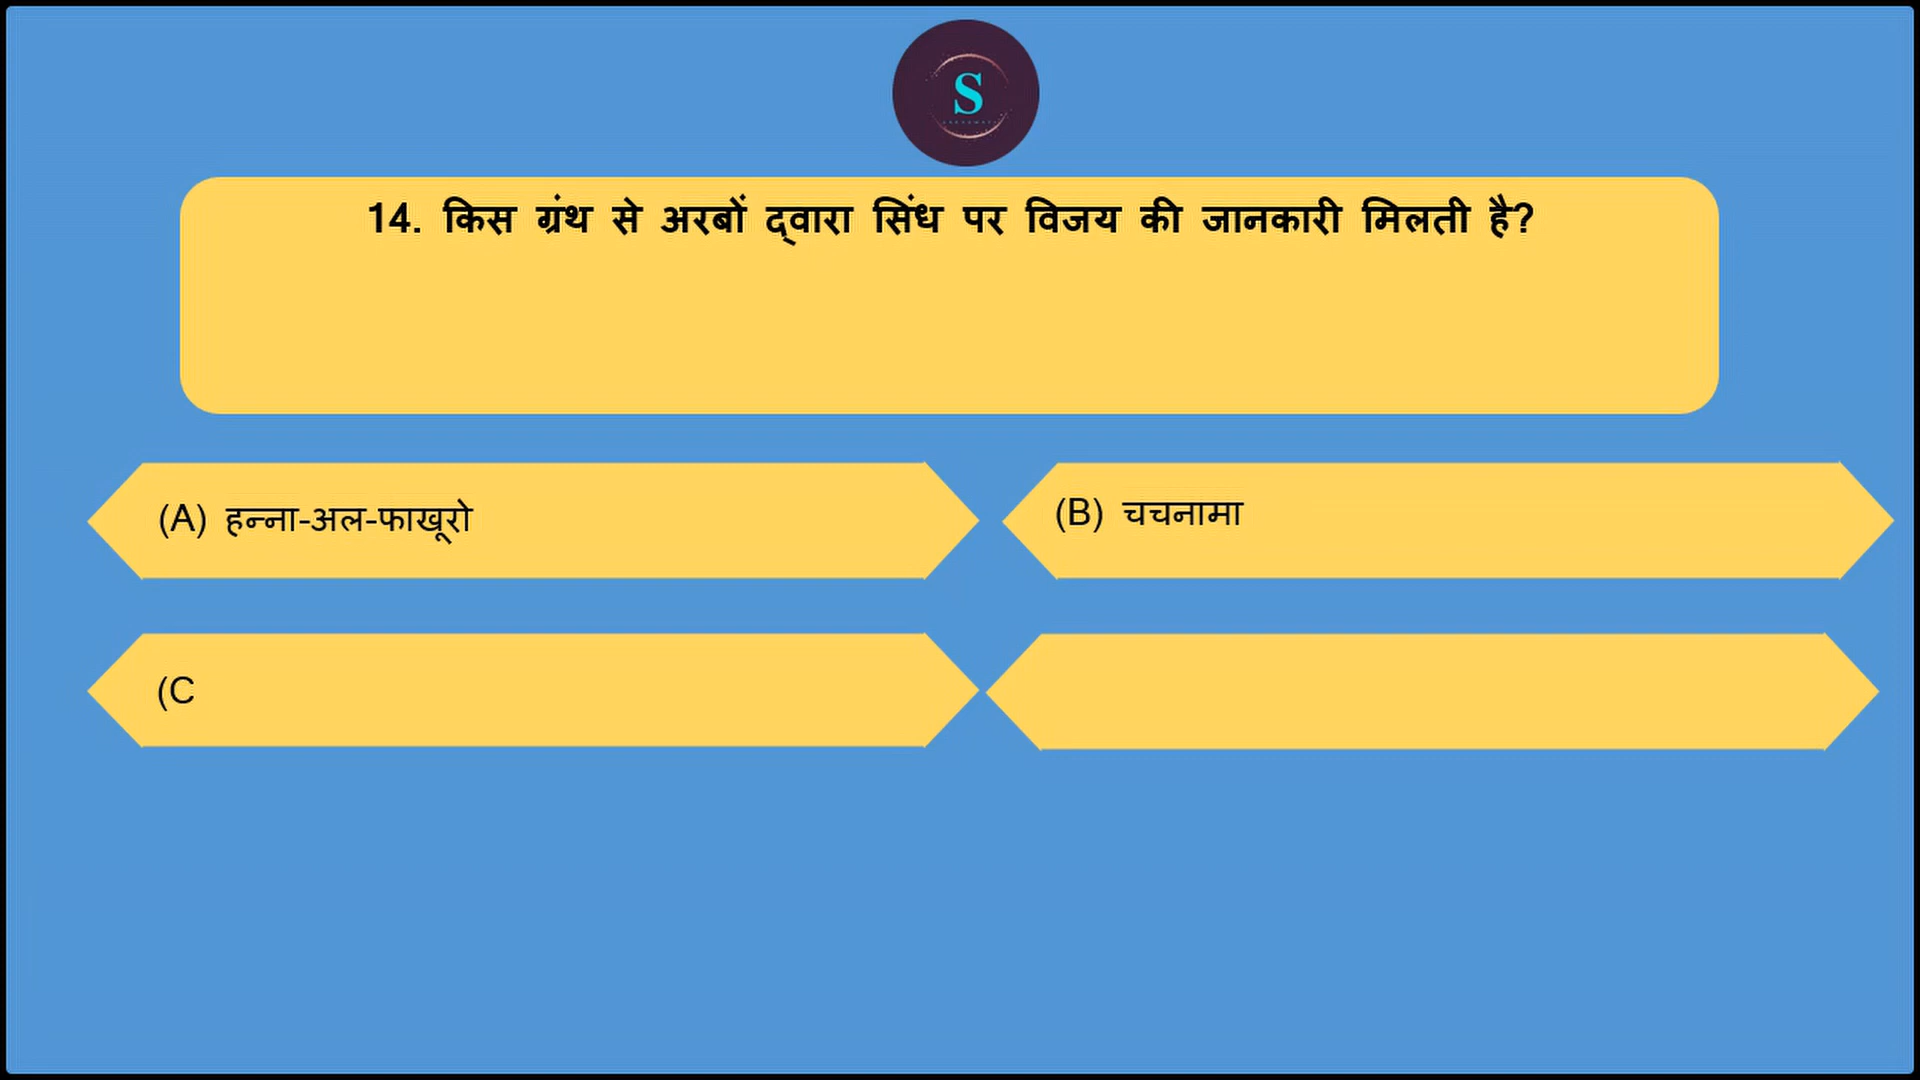 S
14. किस ग्रंथ से अरबों द्वारा सिंध पर विजय की जानकारी मिलती है?
(A) हन्ना-अल-फाखूरो
(B) चचनामा
(C